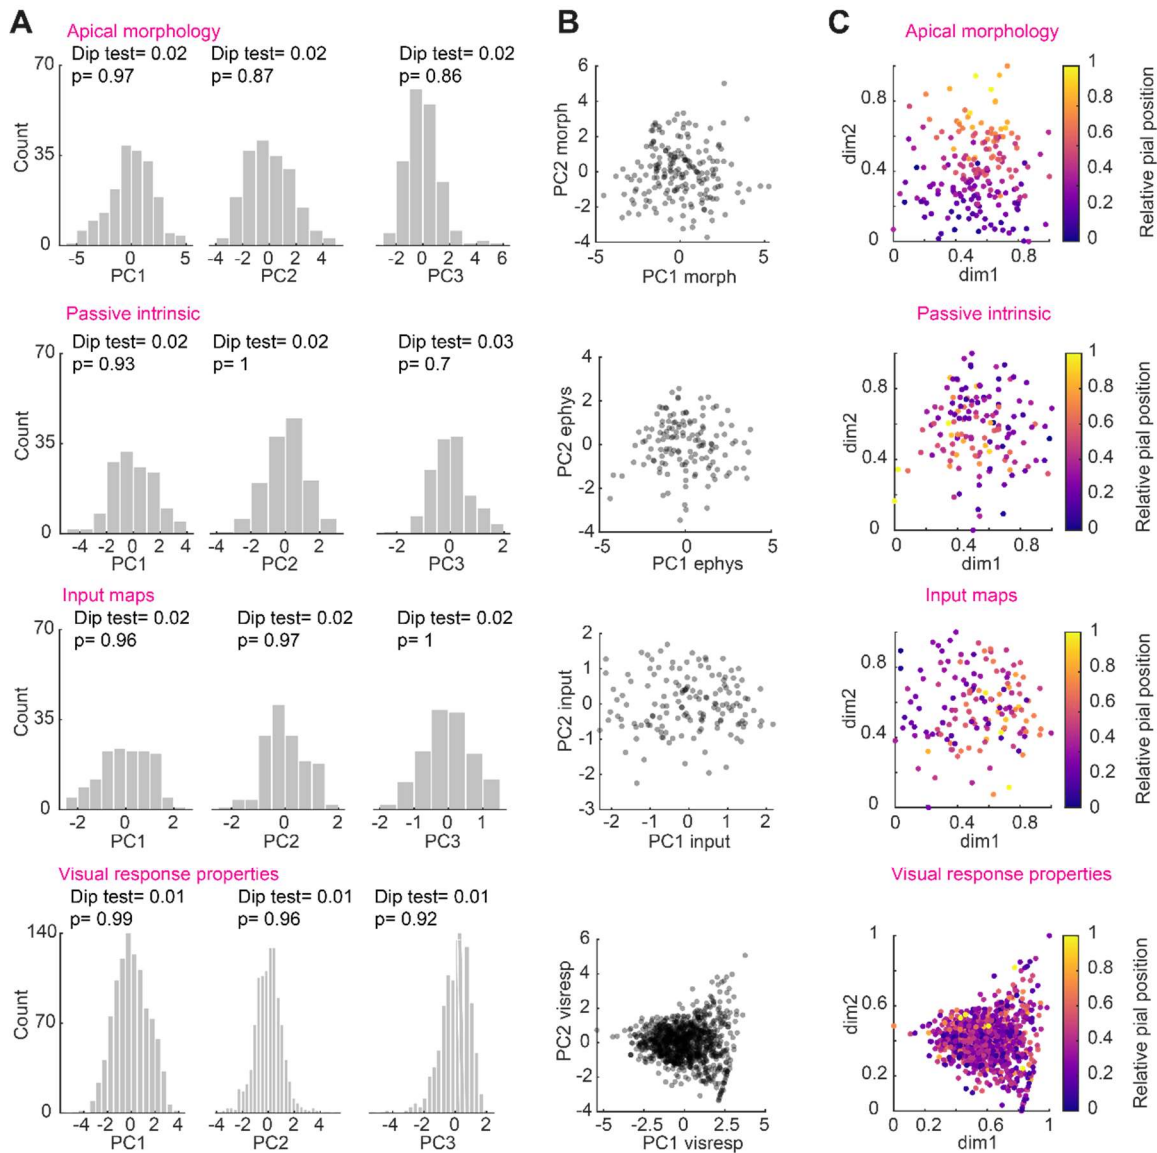 A
B
C
Apical morphology
Dip test= 0.02
p= 0.97
Dip test= 0.02
p= 0.87
Dip test= 0.02
p= 0.86
70
35
0
Count
-5 0 5
PC1
-4 -2 0 2 4
PC2
-2 0 2 4 6
PC3
6
4
2
0
-2
-4
PC2 morph
-5 0 5
PC1 morph
Apical morphology
0.8
0.4
0
dim2
0 0.4 0.8
dim1
1
0.8
0.6
0.4
0.2
0
Relative pial position
Passive intrinsic
Dip test= 0.02
p= 0.93
Dip test= 0.02
p= 1
Dip test= 0.03
p= 0.7
70
35
0
Count
-4 -2 0 2 4
PC1
-4 -2 0 2
PC2
-2 0 2
PC3
4
2
0
-2
-4
PC2 ephys
-5 0 5
PC1 ephys
Passive intrinsic
0.8
0.4
0
dim2
0 0.4 0.8
dim1
1
0.8
0.6
0.4
0.2
0
Relative pial position
Input maps
Dip test= 0.02
p= 0.96
Dip test= 0.02
p= 0.97
Dip test= 0.02
p= 1
70
35
0
Count
-2 0 2
PC1
-2 0 2
PC2
-2 -1 0 1
PC3
2
1
0
-1
-2
-3
PC2 input
-2 -1 0 1 2
PC1 input
Input maps
0.8
0.4
0
dim2
0 0.4 0.8
dim1
1
0.8
0.6
0.4
0.2
0
Relative pial position
Visual response properties
Dip test= 0.01
p= 0.99
Dip test= 0.01
p= 0.96
Dip test= 0.01
p= 0.92
140
70
0
Count
-4 -2 0 2 4
PC1
-4 -2 0 2 4
PC2
-4 -2 0 2
PC3
6
4
2
0
-2
-4
PC2 visresp
-5 -2.5 0 2.5 5
PC1 visresp
Visual response properties
1
0.6
0.2
0
dim2
0.2 0.6 1
dim1
1
0.8
0.6
0.4
0.2
0
Relative pial position